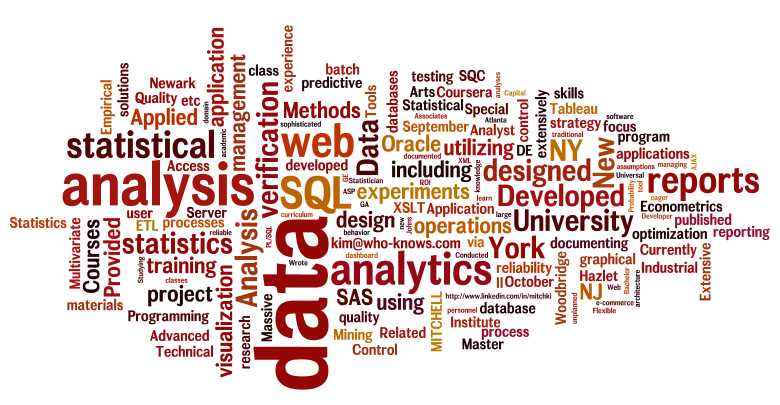 experience
application
class
batch
testing SQC
solutions
Newark
predictive
Empirical
management
databases
Arts Coursera
analyses
Capital
skills
Quality etc
domain
Tools
Statistical Special
control
extensively
Tableau
Applied
Methods
Associates
Atlanta
strategy
software
focus
sophisticated
September Analyst
traditional
program
statistical
academic
verification
web
Data
Oracle
utilizing
DE
NY
New
applications
AJAX
documented
XML
Access
developed
including
knowledge
designed
assumptions
managing
analysis
SQL
GE
Statistician
ROI
experiments
learn
Developed
Universal
tool
Probability
reports
ASP
eager
Econometrics
user
Server
curriculum
XSLT Application
large
University
Developer
published
Statistics
ETL processes
reliable
PL/SQL
design
new
Johns
operations
optimization
reporting
Multivariate
Courses
Provided
statistics
Analysis
data
behavior
GA
kim@who-knows.com
via
York
documenting
Currently
Studying
training
Wrote
dashboard
Conducted
analytics
reliability
graphical
Industrial
Extensive
classes
visualization
II
October
Woodbridge
Hazlet
Bachelor
architecture
materials
project
Massive
SAS
using
MITCHELL
http://www.linkedin.com/in/mitchki
NJ
Web
e-commerce
unplanned
Flexible
Programming
research
quality
personnel
database
Institute
process
Advanced
Mining
Related
Master
Technical
Control